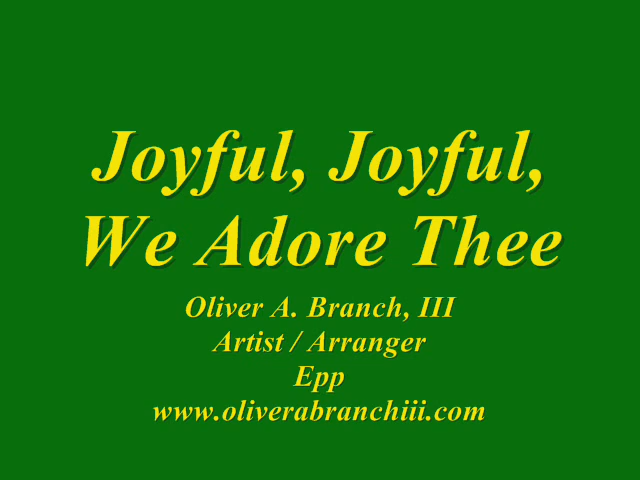 Joyful, Joyful,
We Adore Thee
Oliver A. Branch, III
Artist / Arranger
Epp
www.oliverabranchiii.com